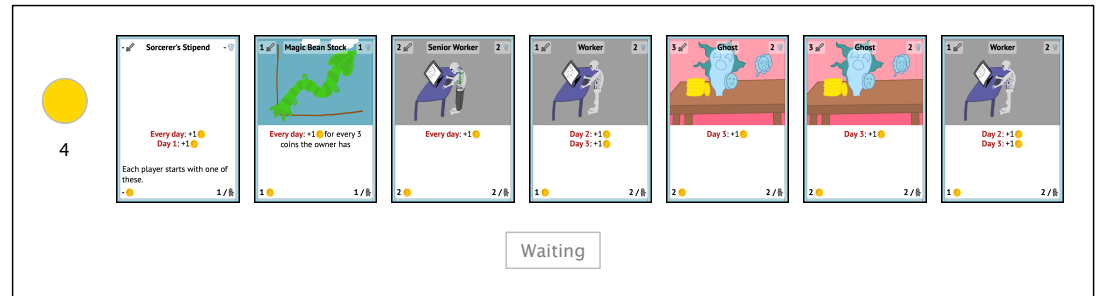 4
- Sorcerer's Stipend -
Every day: +1
Day 1: +1
Each player starts with one of
these.
- 1 /
1 Magic Bean Stock 1
Every day: +1 for every 3
coins the owner has
1 1 /
2 Senior Worker 2
Every day: +1
2 2 /
1 Worker 2
Day 2: +1
Day 3: +1
1 2 /
3 Ghost 2
Day 3: +1
2 2 /
3 Ghost 2
Day 3: +1
2 2 /
1 Worker 2
Day 2: +1
Day 3: +1
1 2 /
Waiting